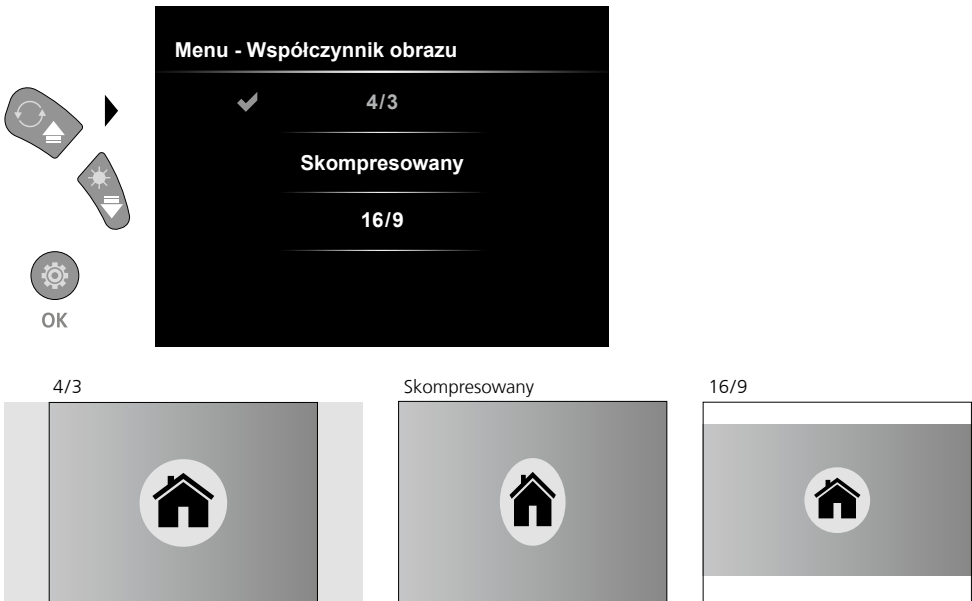 Menu - Współczynnik obrazu
4/3
Skompresowany
16/9
OK
4/3
Skompresowany
16/9